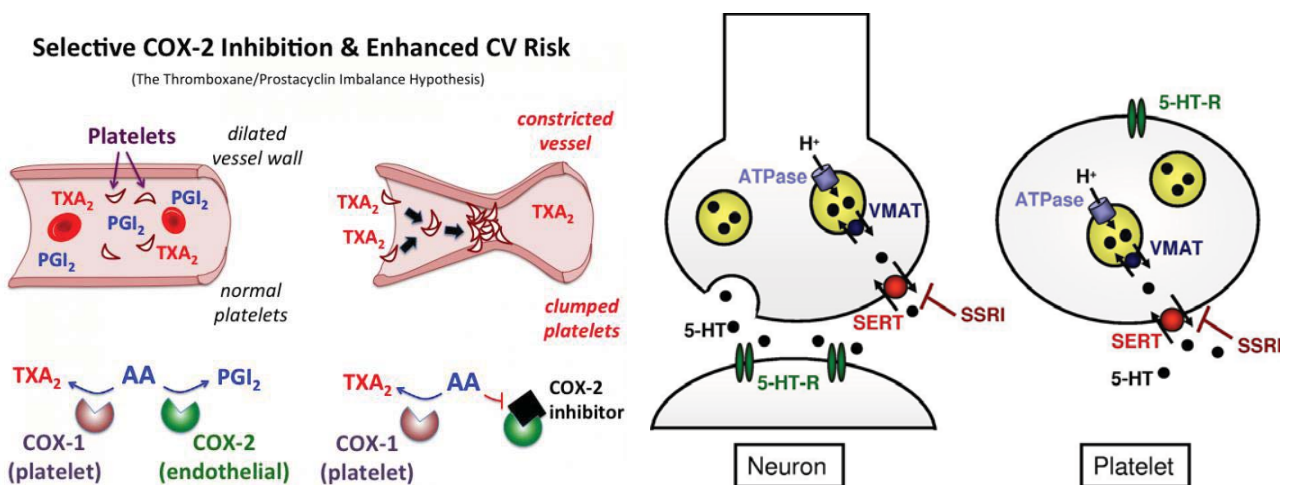 Selective COX-2 Inhibition & Enhanced CV Risk
(The Thromboxane/Prostacyclin Imbalance Hypothesis)
Platelets
dilated
vessel wall
TXA₂
PGI₂
PGI₂
PGI₂
TXA₂
normal
platelets
constricted
vessel
TXA₂
TXA₂
TXA₂
clumped
platelets
TXA₂
AA
PGI₂
COX-1
(platelet)
COX-2
(endothelial)
TXA₂
AA
COX-2
inhibitor
COX-1
(platelet)
H⁺
ATPase
VMAT
SERT
SSRI
5-HT
5-HT-R
Neuron
5-HT-R
H⁺
ATPase
VMAT
SERT
SSRI
5-HT
Platelet